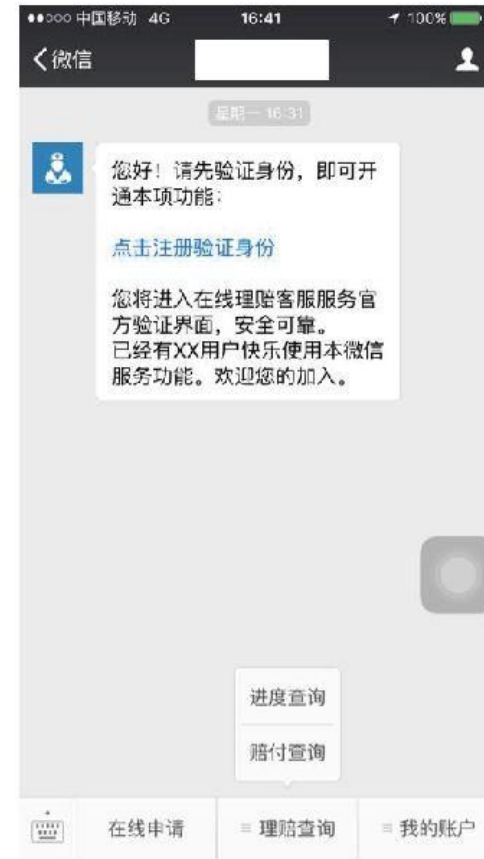 中国移动 4G 16:41 100%
微信
星期一 16:31
您好！请先验证身份，即可开
通本项功能：
点击注册验证身份
您将进入在线理赔客服服务官
方验证界面，安全可靠。
已经有XX用户快乐使用本微信
服务功能。欢迎您的加入。
进度查询
赔付查询
在线申请 理赔查询 我的账户